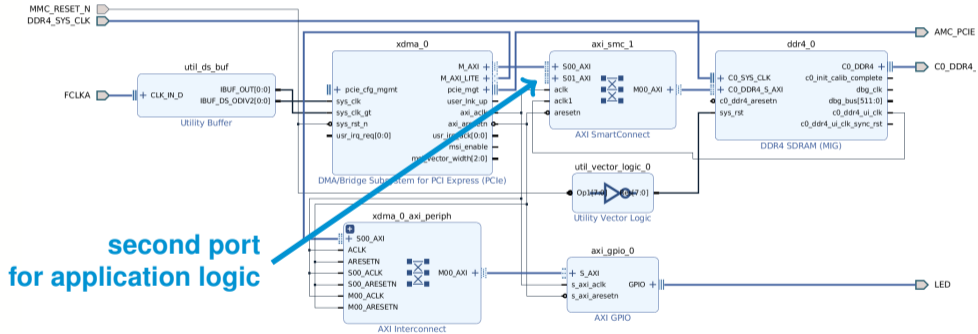 MMC_RESET_N
DDR4_SYS_CLK
FCLKA
util_ds_buf
CLK_IN_D
IBUF_OUT[0:0]
IBUF_DS_ODIV2[0:0]
Utility Buffer
xdma_0
pcie_cfg_mgmt
sys_clk
sys_clk_gt
sys_rst_n
usr_irq_req[0:0]
M_AXI
M_AXI_LITE
pcie_mgt
user_lnk_up
axi_aclk
axi_aresetn
usr_irq_ack[0:0]
msi_enable
msi_vector_width[2:0]
DMA/Bridge Subsystem for PCI Express (PCIe)
axi_smc_1
S00_AXI
S01_AXI
aclk
aclk1
aresetn
M00_AXI
AXI SmartConnect
ddr4_0
C0_SYS_CLK
C0_DDR4_S_AXI
c0_ddr4_aresetn
sys_rst
C0_DDR4
c0_init_calib_complete
dbg_clk
dbg_bus[511:0]
c0_ddr4_ui_clk
c0_ddr4_ui_clk_sync_rst
DDR4 SDRAM (MIG)
AMC_PCIE
C0_DDR4_
util_vector_logic_0
Op1[7:0]
[7:0]
Utility Vector Logic
second port
for application logic
xdma_0_axi_periph
S00_AXI
ACLK
ARESETN
S00_ACLK
S00_ARESETN
M00_ACLK
M00_ARESETN
M00_AXI
AXI Interconnect
axi_gpio_0
S_AXI
s_axi_aclk
s_axi_aresetn
GPIO
AXI GPIO
LED